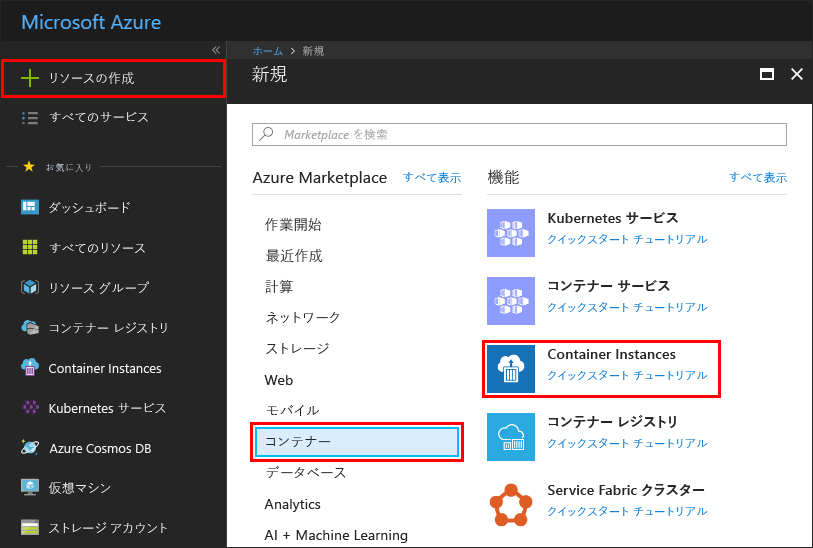 Microsoft Azure
«
リソースの作成
すべてのサービス
お気に入り
ダッシュボード
すべてのリソース
リソース グループ
コンテナー レジストリ
Container Instances
Kubernetes サービス
Azure Cosmos DB
仮想マシン
ストレージ アカウント
ホーム > 新規
新規
Marketplace を検索
Azure Marketplace すべて表示
作業開始
最近作成
計算
ネットワーク
ストレージ
Web
モバイル
コンテナー
データベース
Analytics
AI + Machine Learning
機能 すべて表示
Kubernetes サービス
クイックスタート チュートリアル
コンテナー サービス
クイックスタート チュートリアル
Container Instances
クイックスタート チュートリアル
コンテナー レジストリ
クイックスタート チュートリアル
Service Fabric クラスター
クイックスタート チュートリアル